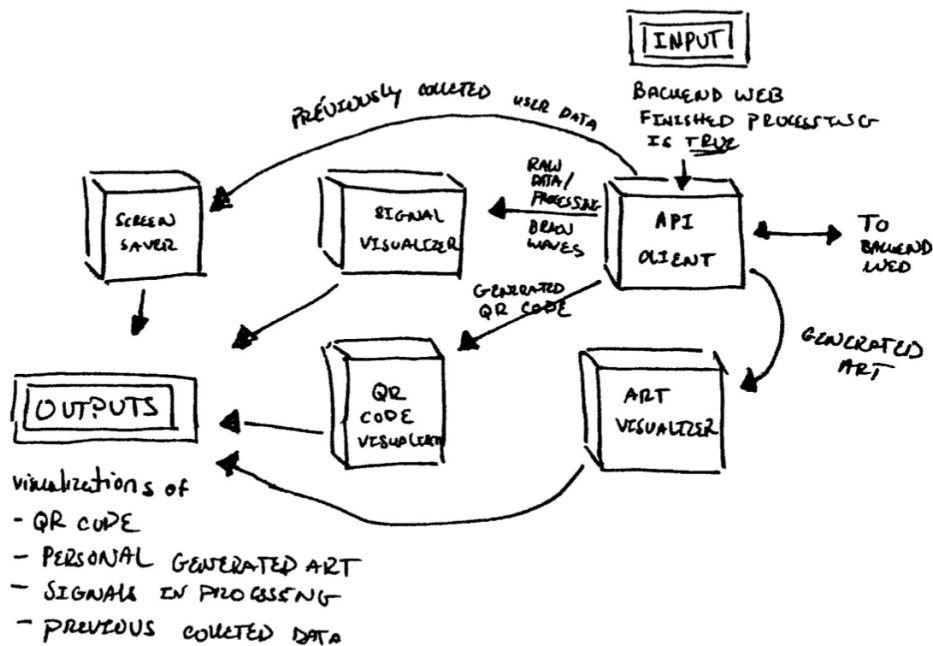 INPUT
BACKEND WEB
FINISHED PROCESSING
IS TRUE
PREVIOUSLY COLLECTED USER DATA
SCREEN
SAVER
SIGNAL
VISUALIZER
RAW
DATA/
PROCESSING
BRAIN
WAVES
API
CLIENT
TO
BACKEND
WEB
GENERATED
QR CODE
GENERATED
ART
OUTPUTS
QR
CODE
VISUALIZER
ART
VISUALIZER
visualizations of
- QR CODE
- PERSONAL GENERATED ART
- SIGNALS IN PROCESSING
- PREVIOUS COLLECTED DATA